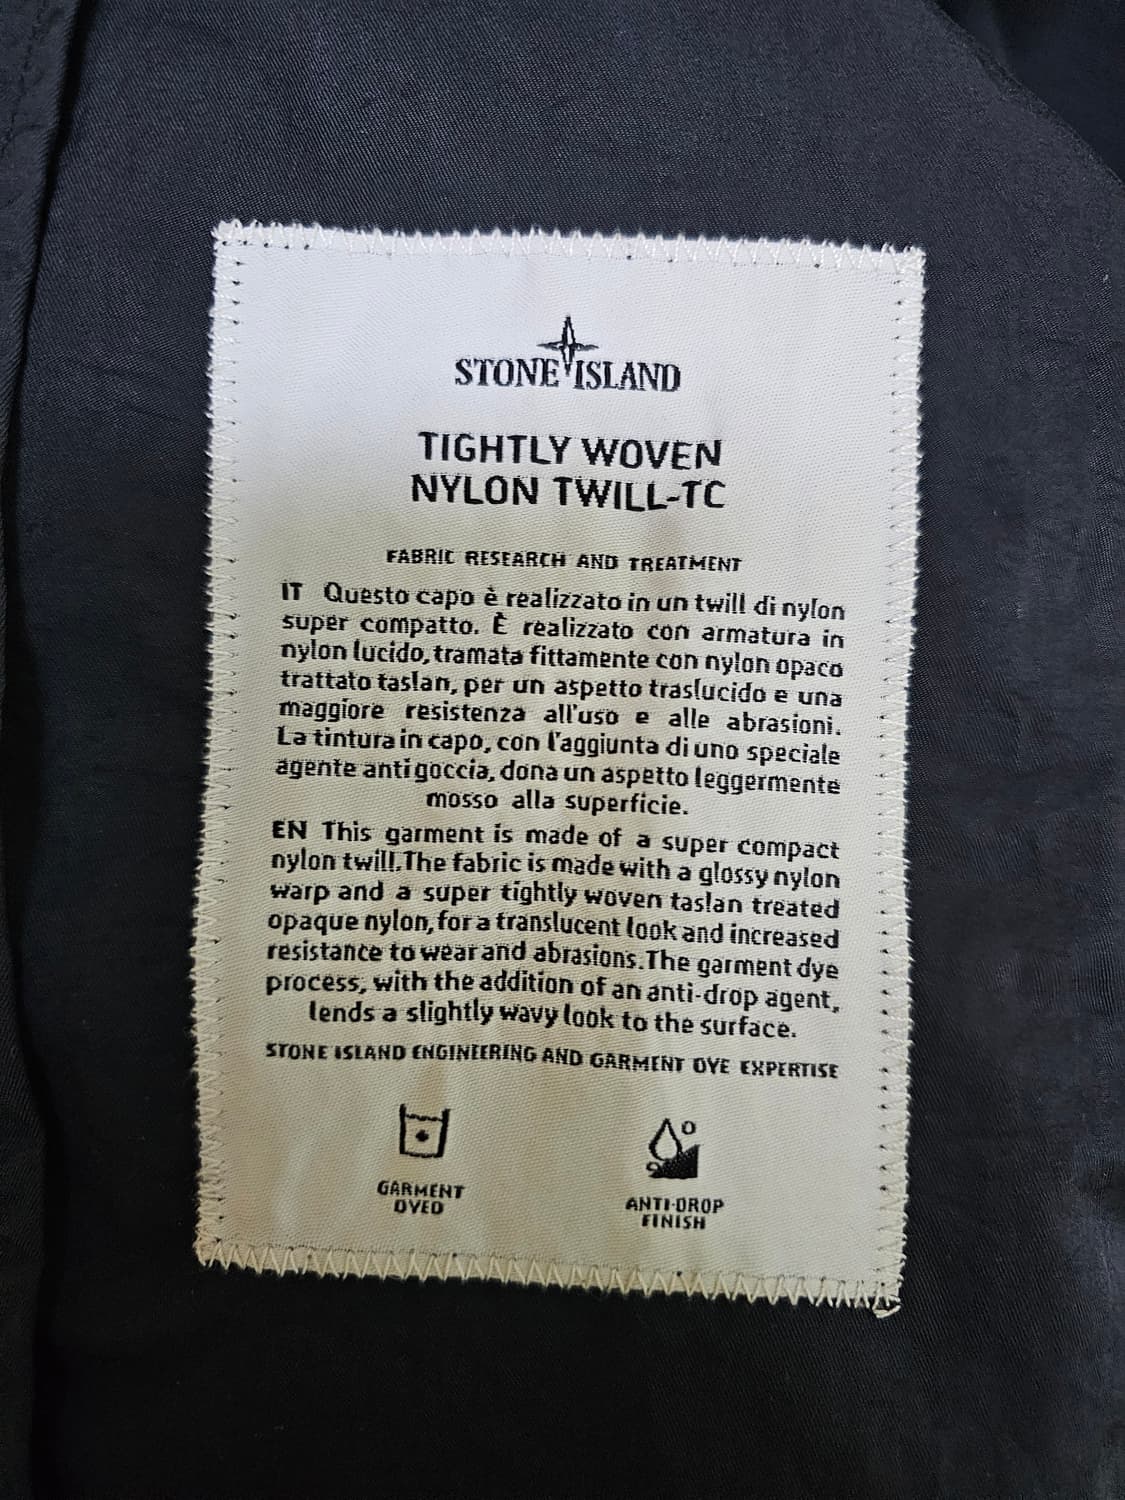 STONE ISLAND
TIGHTLY WOVEN
NYLON TWILL-TC
FABRIC RESEARCH AND TREATMENT
IT Questo capo è realizzato in un twill di nylon
super compatto. È realizzato con armatura in
nylon lucido, tramata fittamente con nylon opaco
trattato taslan, per un aspetto traslucido e una
maggiore resistenza all'uso e alle abrasioni.
La tintura in capo, con l'aggiunta di uno speciale
agente anti goccia, dona un aspetto leggermente
mosso alla superficie.
EN This garment is made of a super compact
nylon twill. The fabric is made with a glossy nylon
warp and a super tightly woven taslan treated
opaque nylon, for a translucent look and increased
resistance to wear and abrasions. The garment dye
process, with the addition of an anti-drop agent,
lends a slightly wavy look to the surface.
STONE ISLAND ENGINEERING AND GARMENT DYE EXPERTISE
GARMENT
DYED
ANTI-DROP
FINISH